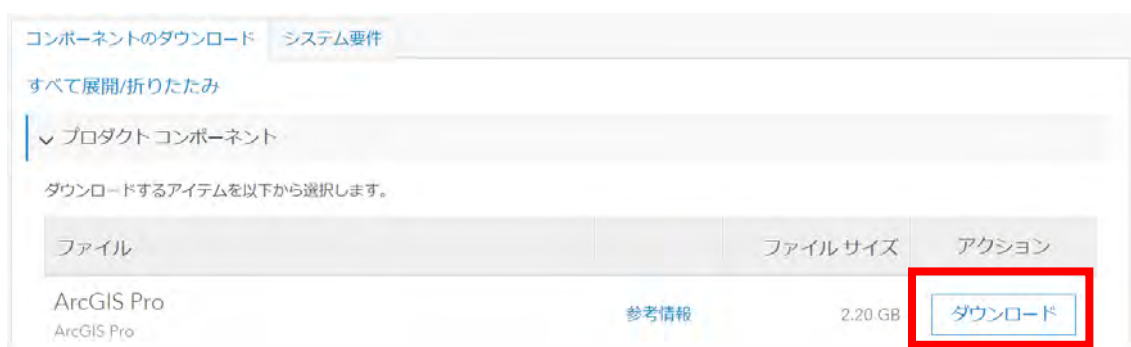 コンポーネントのダウンロード システム要件
すべて展開/折りたたみ
プロダクト コンポーネント
ダウンロードするアイテムを以下から選択します。
ファイル ファイル サイズ アクション
ArcGIS Pro 参考情報 2.20 GB ダウンロード
ArcGIS Pro